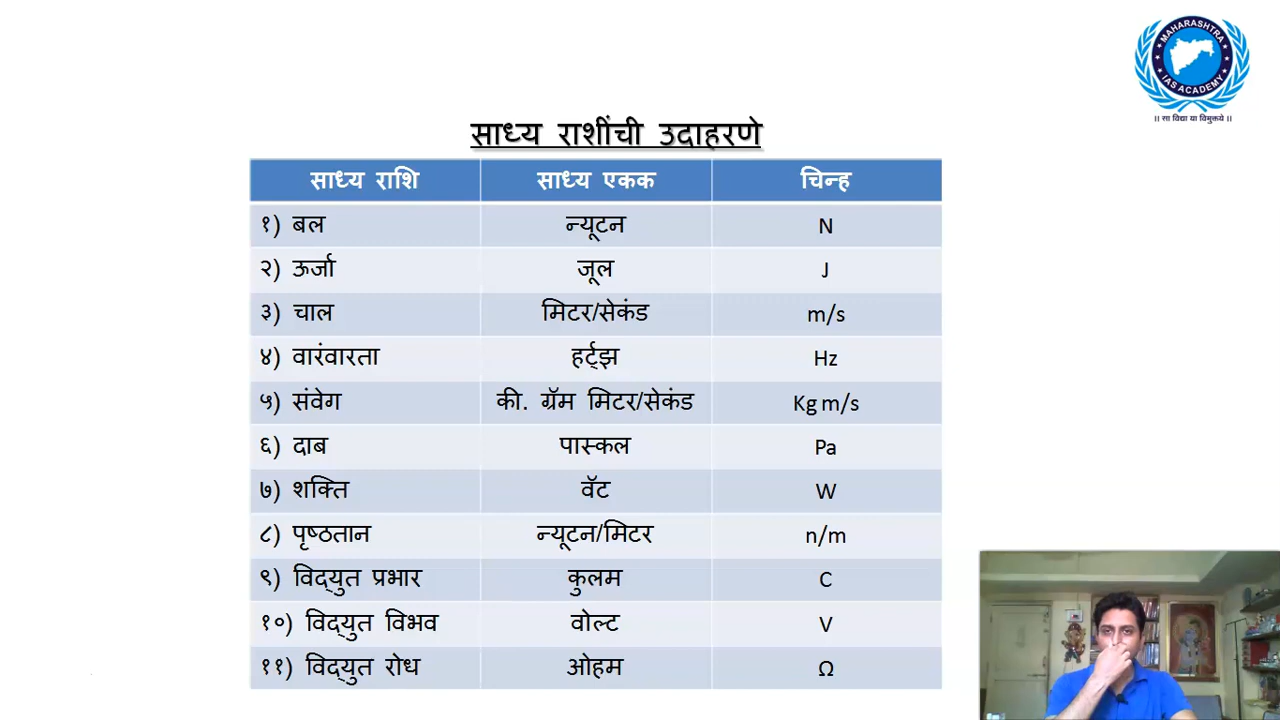 MAHARASHTRA
IAS ACADEMY
|| सा विद्या या विमुक्तये ||
साध्य राशींची उदाहरणे
साध्य राशि साध्य एकक चिन्ह
१) बल न्यूटन N
२) ऊर्जा जूल J
३) चाल मिटर/सेकंड m/s
४) वारंवारता हर्ट्झ Hz
५) संवेग की. ग्रॅम मिटर/सेकंड Kg m/s
६) दाब पास्कल Pa
७) शक्ति वॅट W
८) पृष्ठतान न्यूटन/मिटर n/m
९) विद्युत प्रभार कुलम C
१०) विद्युत विभव वोल्ट V
११) विद्युत रोध ओहम Ω